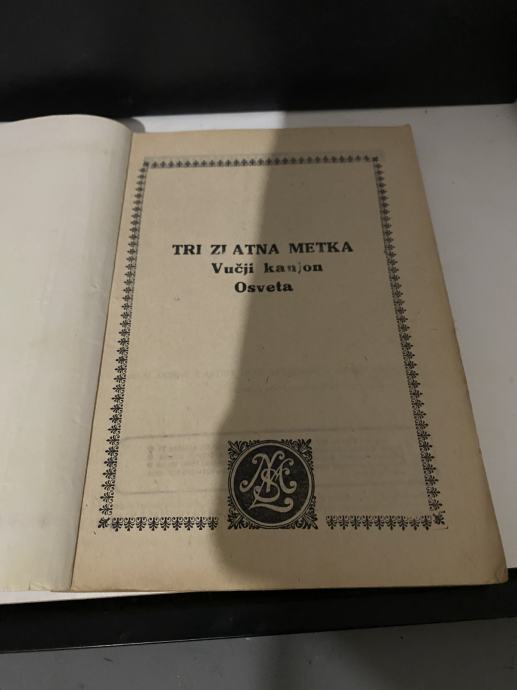 TRI ZLATNA METKA
Vučji kanjon
Osveta